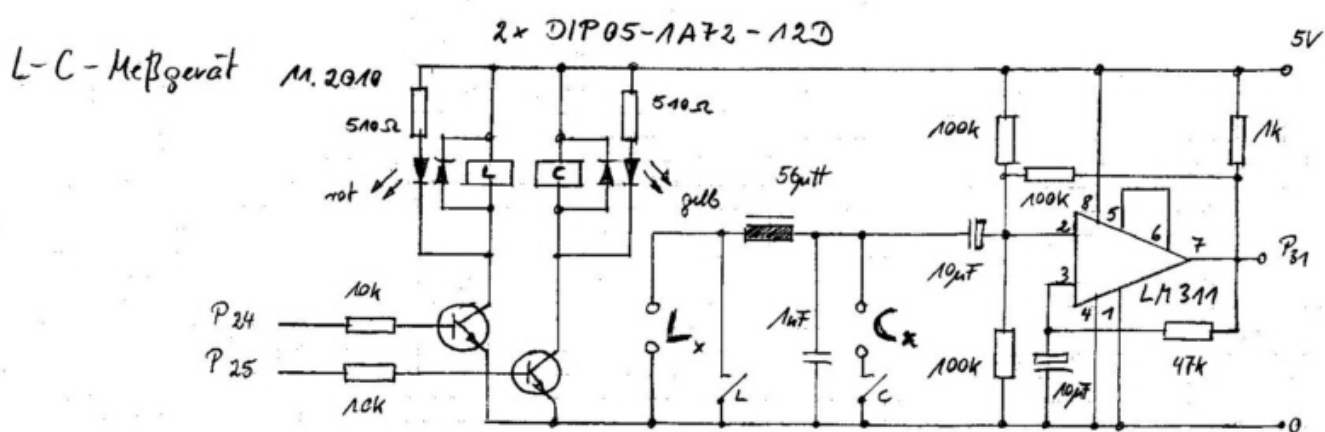 2x DIP05-1A72-12D
5V
L-C-Meßgerät
11.2010
510Ω
510Ω
100k
1k
L
C
rot
gelb
56µH
100k
8
5
6
2
7
P31
10µF
3
LM311
10k
P24
Lx
1nF
Cx
4
1
47k
P25
10k
L
C
100k
10µF
0